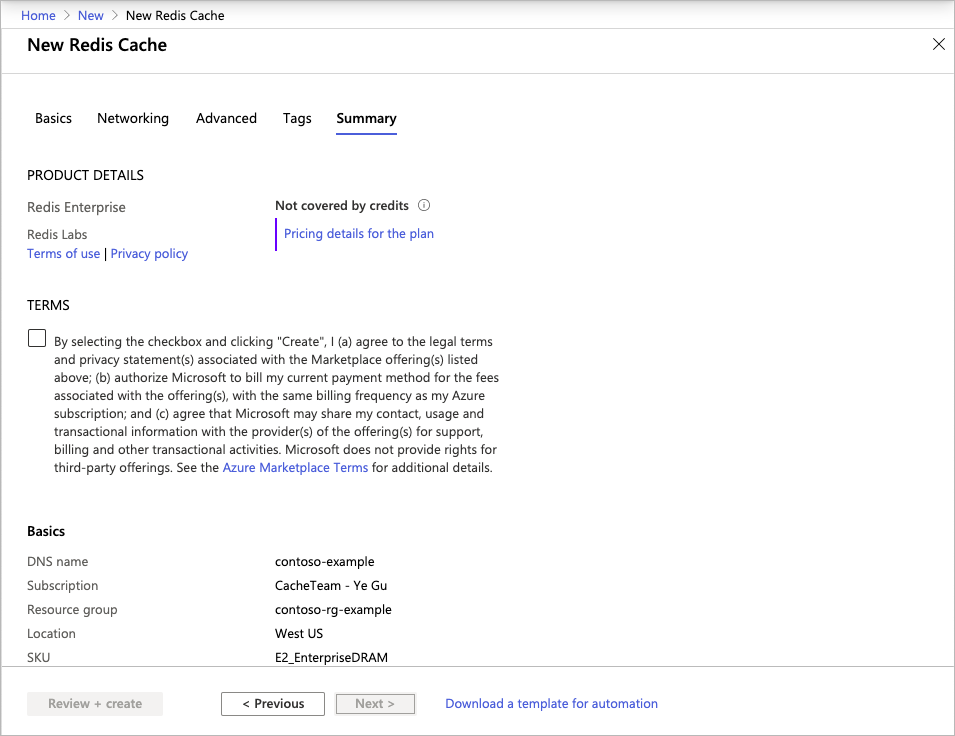 Home > New > New Redis Cache
New Redis Cache
Basics Networking Advanced Tags Summary
PRODUCT DETAILS
Redis Enterprise
Not covered by credits
Redis Labs
Pricing details for the plan
Terms of use | Privacy policy
TERMS
By selecting the checkbox and clicking "Create", I (a) agree to the legal terms
and privacy statement(s) associated with the Marketplace offering(s) listed
above; (b) authorize Microsoft to bill my current payment method for the fees
associated with the offering(s), with the same billing frequency as my Azure
subscription; and (c) agree that Microsoft may share my contact, usage and
transactional information with the provider(s) of the offering(s) for support,
billing and other transactional activities. Microsoft does not provide rights for
third-party offerings. See the Azure Marketplace Terms for additional details.
Basics
DNS name contoso-example
Subscription CacheTeam - Ye Gu
Resource group contoso-rg-example
Location West US
SKU E2_EnterpriseDRAM
Review + create < Previous Next > Download a template for automation